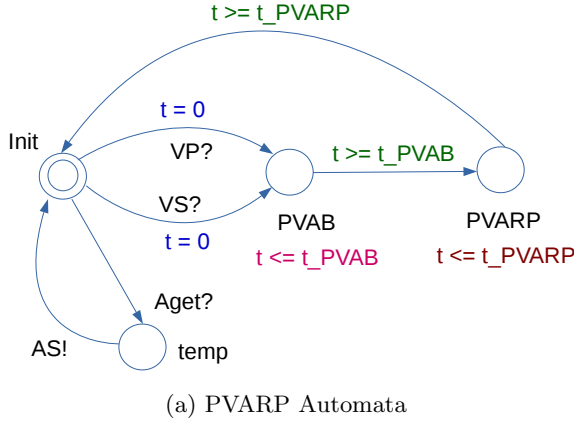 t >= t_PVARP
t = 0
Init
VP?
t >= t_PVAB
VS?
PVAB
PVARP
t = 0
t <= t_PVAB
t <= t_PVARP
Aget?
AS!
temp
(a) PVARP Automata